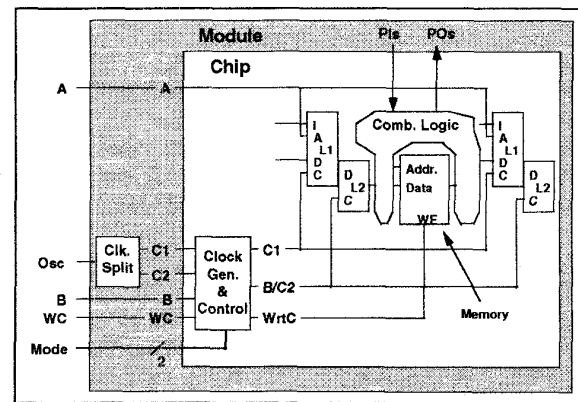 Module
PIs
POs
Chip
A
A
A
I
A
L1
D
C
Comb. Logic
I
A
L1
D
C
D
L2
C
Addr.
Data
WE
D
L2
C
Osc
Clk.
Split
C1
C2
Clock
Gen.
&
Control
C1
B
B
B/C2
WC
WC
WrtC
Memory
Mode
2